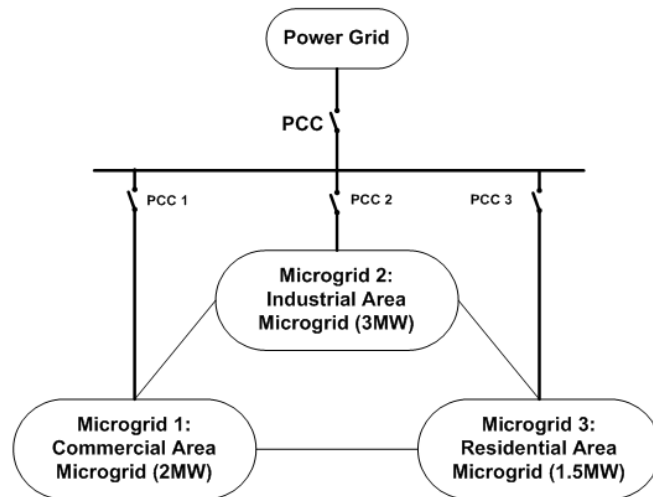 Power Grid
PCC
PCC 1
PCC 2
PCC 3
Microgrid 2:
Industrial Area
Microgrid (3MW)
Microgrid 1:
Commercial Area
Microgrid (2MW)
Microgrid 3:
Residential Area
Microgrid (1.5MW)